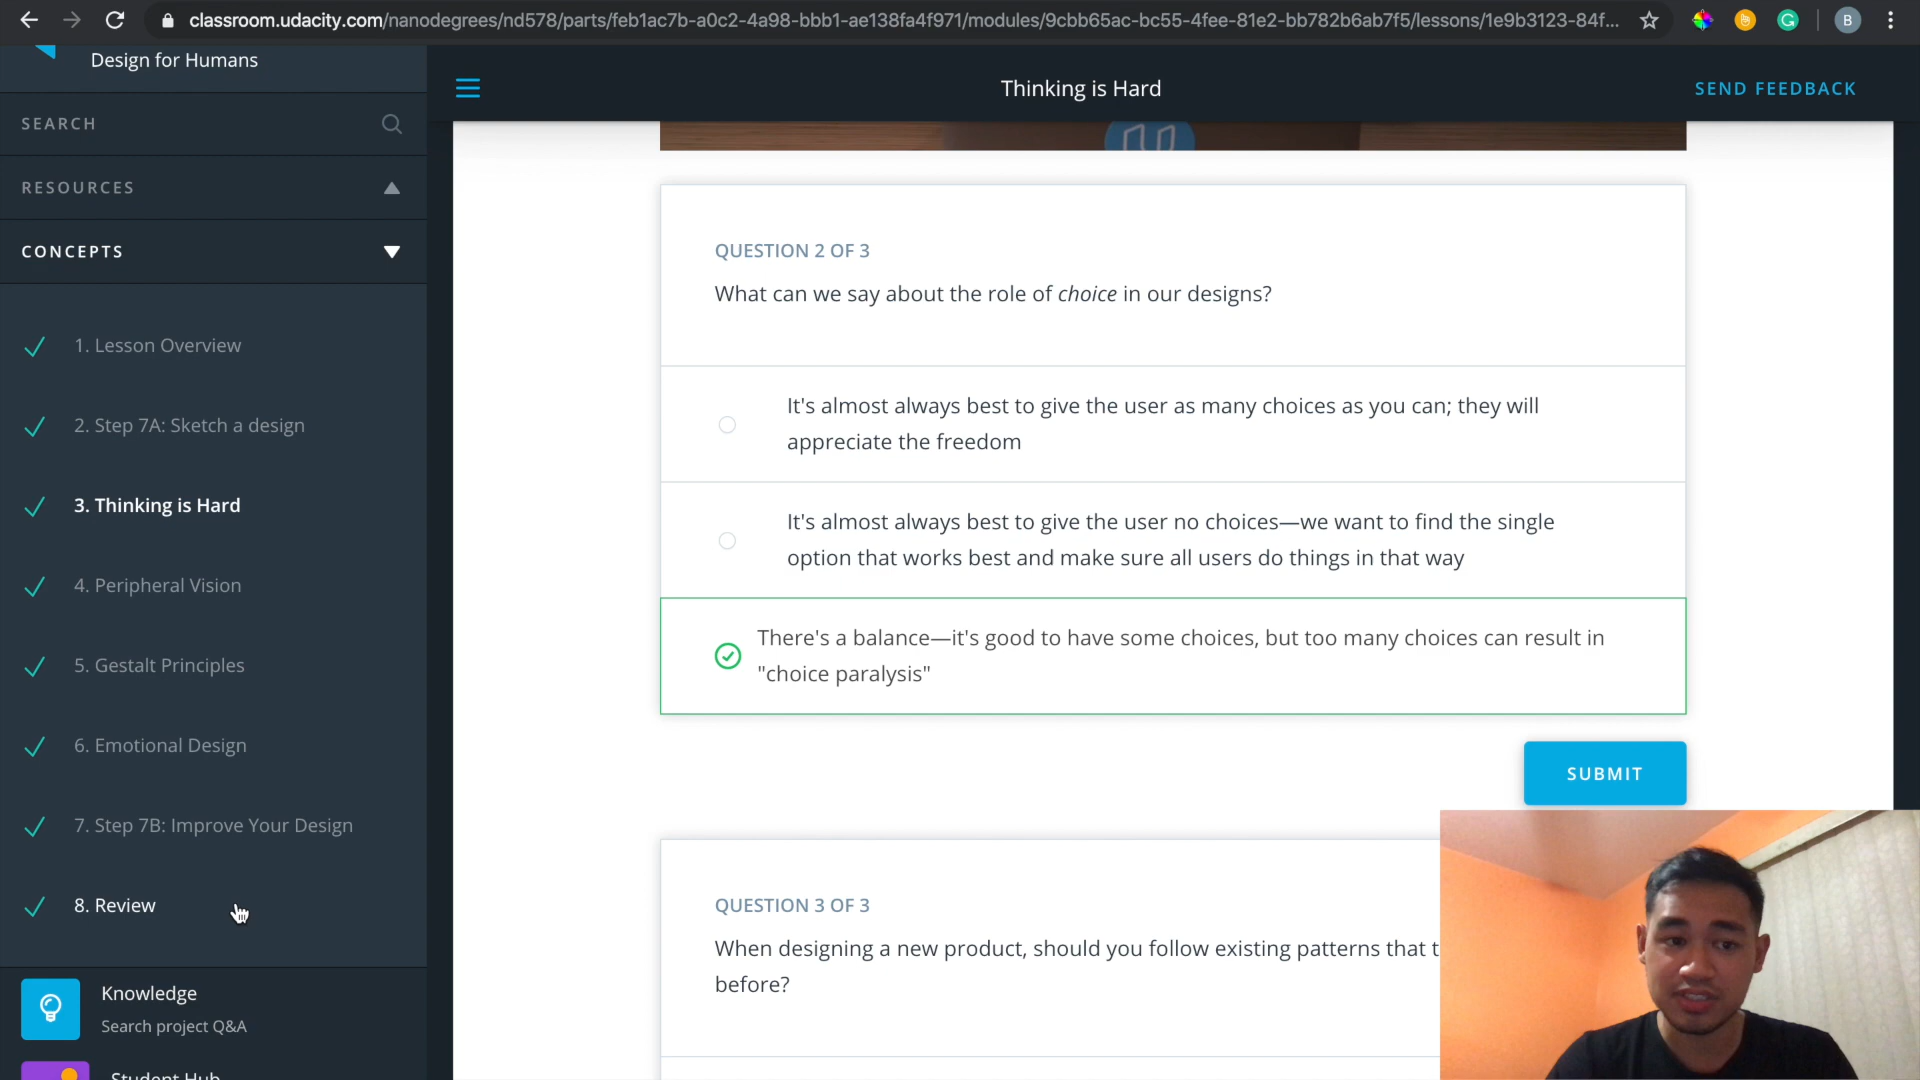 classroom.udacity.com/nanodegrees/nd578/parts/feb1ac7b-a0c2-4a98-bbb1-ae138fa4f971/modules/9cbb65ac-bc55-4fee-81e2-bb782b6ab7f5/lessons/1e9b3123-84f...
B
Design for Humans
Thinking is Hard
SEND FEEDBACK
SEARCH
RESOURCES
CONCEPTS
1. Lesson Overview
2. Step 7A: Sketch a design
3. Thinking is Hard
4. Peripheral Vision
5. Gestalt Principles
6. Emotional Design
7. Step 7B: Improve Your Design
8. Review
Knowledge
Search project Q&A
Student Hub
QUESTION 2 OF 3
What can we say about the role of choice in our designs?
It's almost always best to give the user as many choices as you can; they will
appreciate the freedom
It's almost always best to give the user no choices—we want to find the single
option that works best and make sure all users do things in that way
There's a balance—it's good to have some choices, but too many choices can result in
"choice paralysis"
SUBMIT
QUESTION 3 OF 3
When designing a new product, should you follow existing patterns that
before?